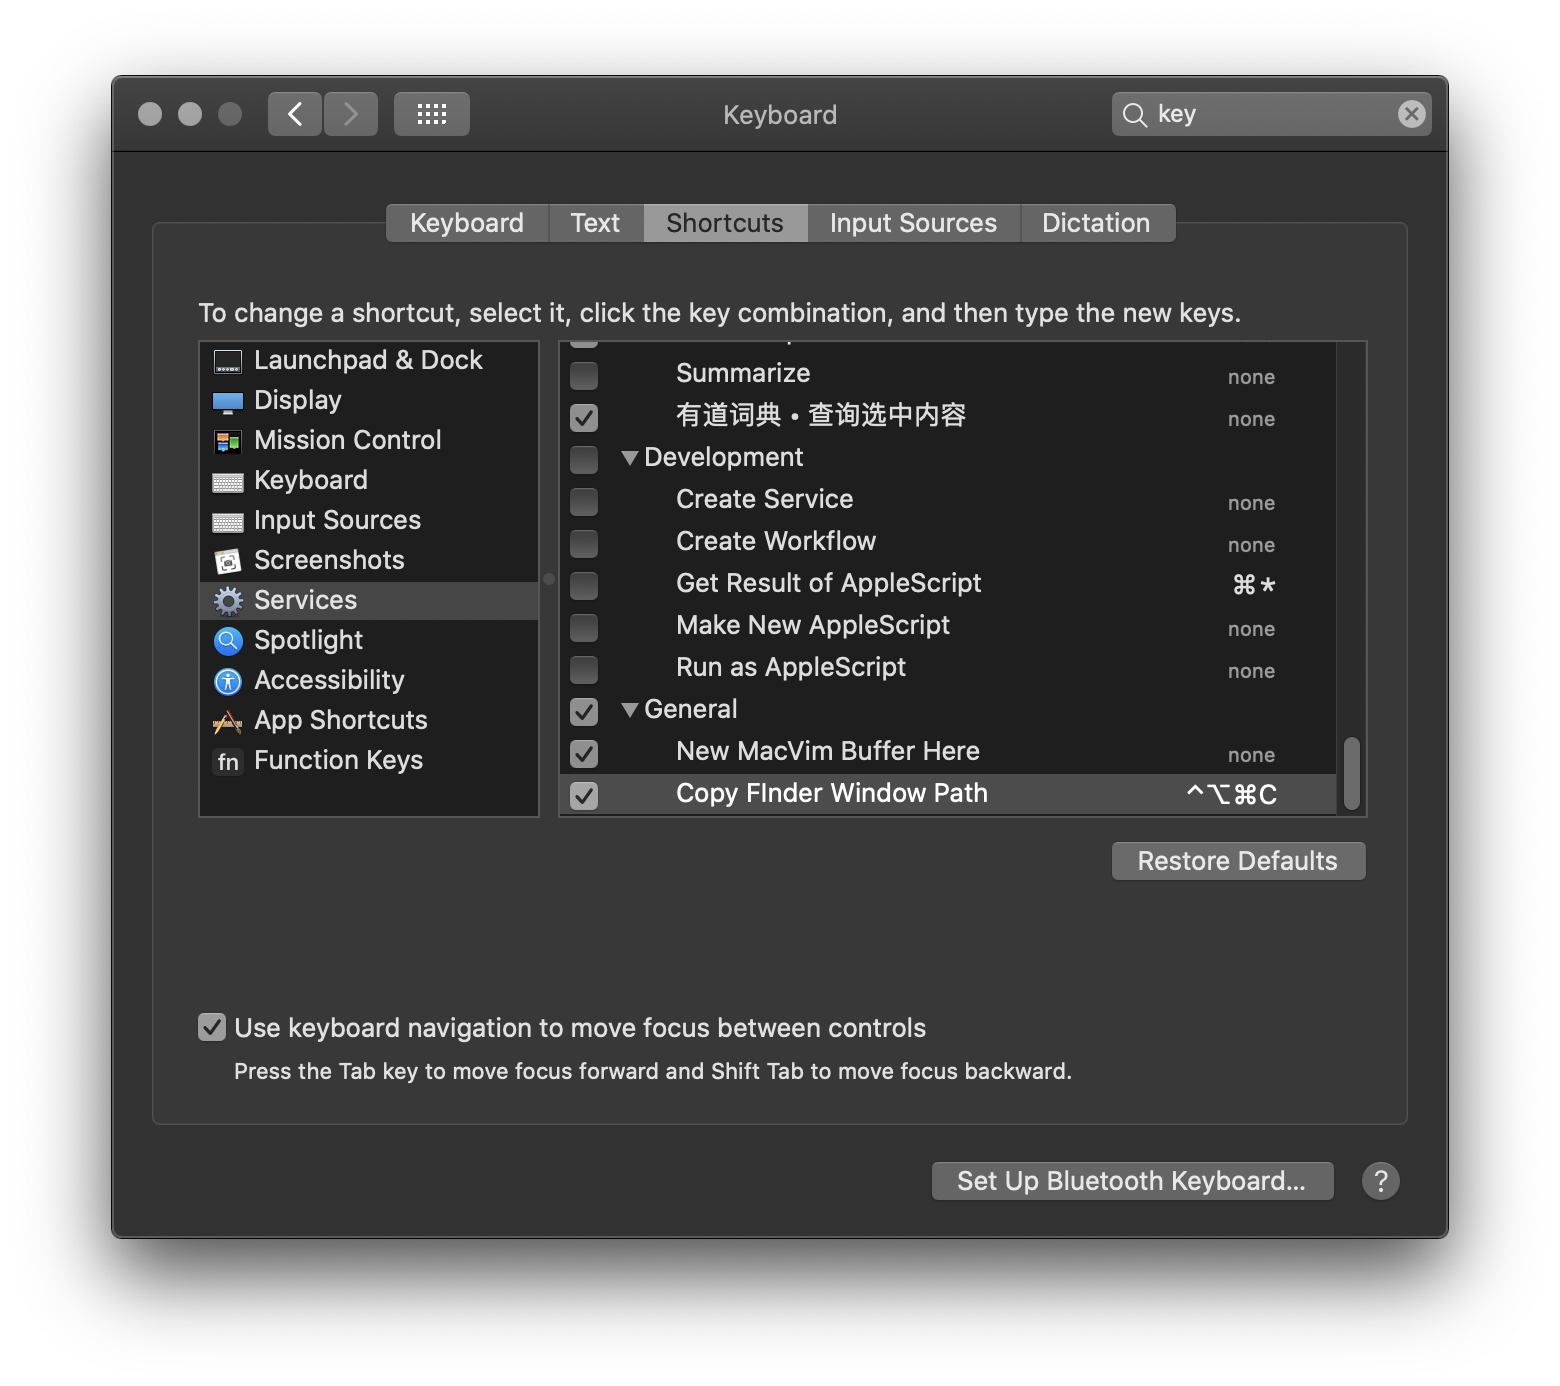 Keyboard
key
Keyboard
Text
Shortcuts
Input Sources
Dictation
To change a shortcut, select it, click the key combination, and then type the new keys.
Launchpad & Dock
Display
Mission Control
Keyboard
Input Sources
Screenshots
Services
Spotlight
Accessibility
App Shortcuts
fn Function Keys
Summarize none
有道词典 • 查询选中内容 none
Development
Create Service none
Create Workflow none
Get Result of AppleScript ⌘*
Make New AppleScript none
Run as AppleScript none
General
New MacVim Buffer Here none
Copy FInder Window Path ^⌥⌘C
Restore Defaults
Use keyboard navigation to move focus between controls
Press the Tab key to move focus forward and Shift Tab to move focus backward.
Set Up Bluetooth Keyboard...
?